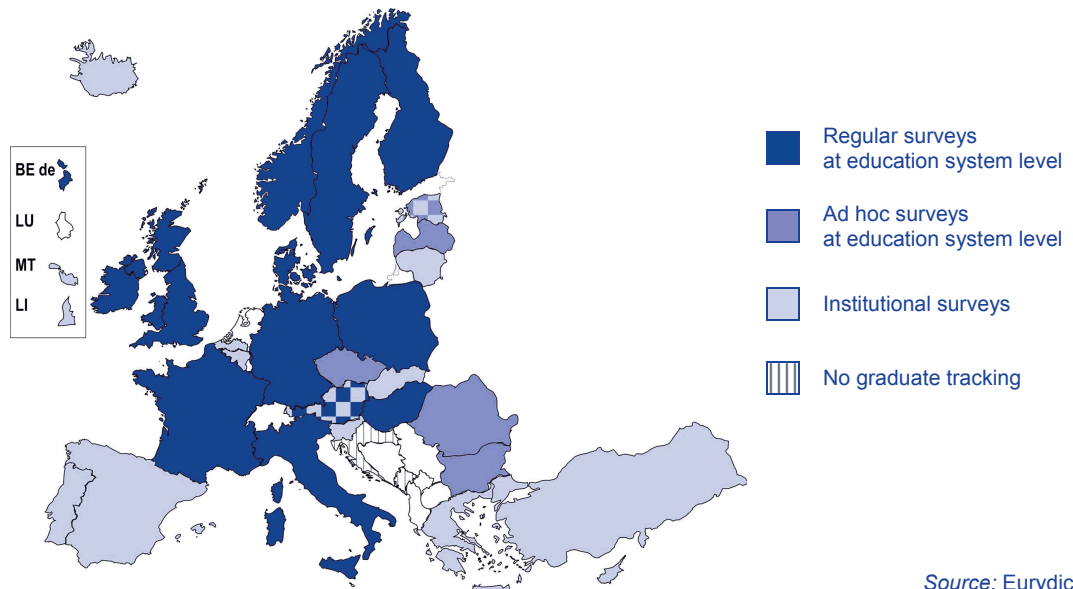 BE de
LU
MT
LI
Regular surveys
at education system level
Ad hoc surveys
at education system level
Institutional surveys
No graduate tracking
Source: Eurydic